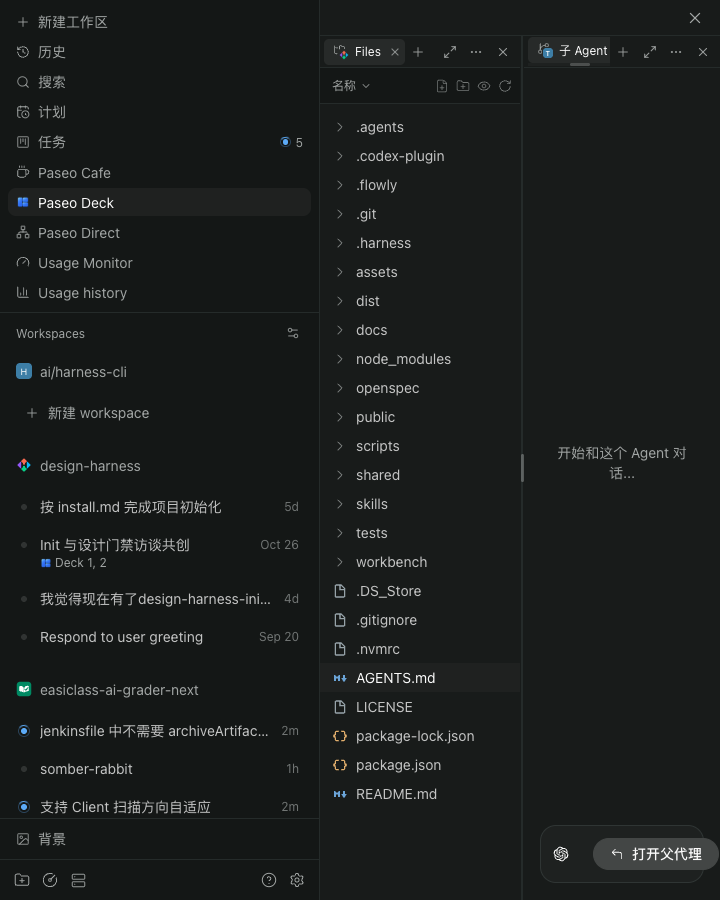 新建工作区
历史
搜索
计划
任务 5
Paseo Cafe
Paseo Deck
Paseo Direct
Usage Monitor
Usage history
Workspaces
H ai/harness-cli
新建 workspace
design-harness
按 install.md 完成项目初始化 5d
Init 与设计门禁访谈共创 Oct 26
Deck 1, 2
我觉得现在有了design-harness-ini... 4d
Respond to user greeting Sep 20
easiclass-ai-grader-next
jenkinsfile 中不需要 archiveArtifac... 2m
somber-rabbit 1h
支持 Client 扫描方向自适应 2m
背景
Files
名称
.agents
.codex-plugin
.flowly
.git
.harness
assets
dist
docs
node_modules
openspec
public
scripts
shared
skills
tests
workbench
.DS_Store
.gitignore
.nvmrc
AGENTS.md
LICENSE
package-lock.json
package.json
README.md
T 子 Agent
开始和这个 Agent 对
话...
打开父代理